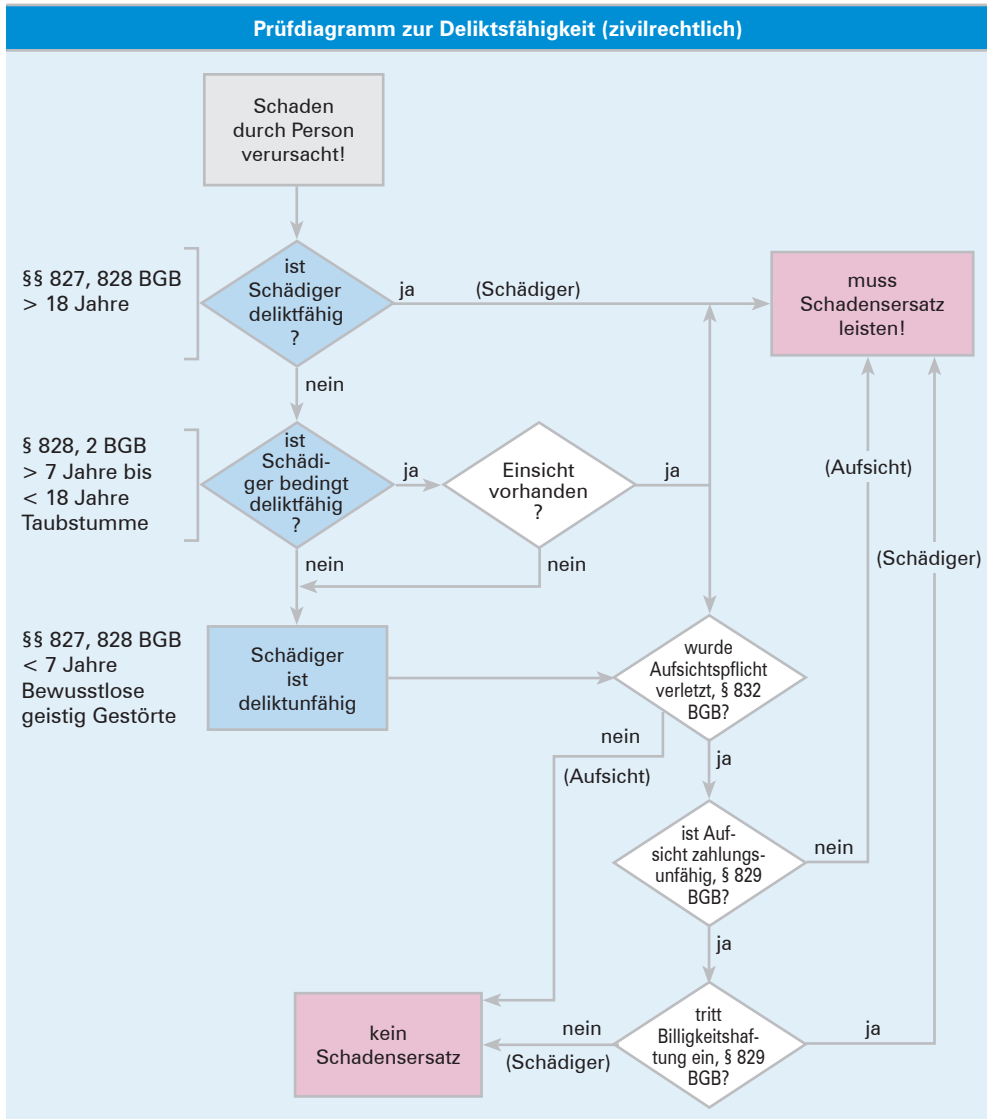 Prüfdiagramm zur Deliktsfähigkeit (zivilrechtlich)
Schaden
durch Person
verursacht!
§§ 827, 828 BGB
> 18 Jahre
ist
Schädiger
deliktfähig
?
ja
(Schädiger)
muss
Schadensersatz
leisten!
nein
§ 828, 2 BGB
> 7 Jahre bis
< 18 Jahre
Taubstumme
ist
Schädi-
ger bedingt
deliktfähig
?
ja
Einsicht
vorhanden
?
ja
(Aufsicht)
(Schädiger)
nein
nein
§§ 827, 828 BGB
< 7 Jahre
Bewusstlose
geistig Gestörte
Schädiger
ist
deliktunfähig
wurde
Aufsichtspflicht
verletzt, § 832
BGB?
nein
(Aufsicht)
ja
ist Auf-
sicht zahlungs-
unfähig, § 829
BGB?
nein
ja
kein
Schadensersatz
nein
(Schädiger)
tritt
Billigkeitshaf-
tung ein, § 829
BGB?
ja